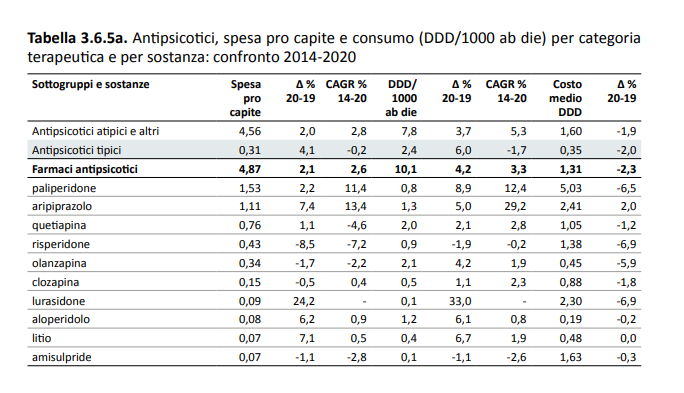 Tabella 3.6.5a. Antipsicotici, spesa pro capite e consumo (DDD/1000 ab die) per categoria
terapeutica e per sostanza: confronto 2014-2020
Sottogruppi e sostanze Spesa Δ % CAGR % DDD/ Δ % CAGR % Costo Δ %
pro 20-19 14-20 1000 20-19 14-20 medio 20-19
capite ab die DDD
Antipsicotici atipici e altri 4,56 2,0 2,8 7,8 3,7 5,3 1,60 -1,9
Antipsicotici tipici 0,31 4,1 -0,2 2,4 6,0 -1,7 0,35 -2,0
Farmaci antipsicotici 4,87 2,1 2,6 10,1 4,2 3,3 1,31 -2,3
paliperidone 1,53 2,2 11,4 0,8 8,9 12,4 5,03 -6,5
aripiprazolo 1,11 7,4 13,4 1,3 5,0 29,2 2,41 2,0
quetiapina 0,76 1,1 -4,6 2,0 2,1 2,8 1,05 -1,2
risperidone 0,43 -8,5 -7,2 0,9 -1,9 -0,2 1,38 -6,9
olanzapina 0,34 -1,7 -2,2 2,1 4,2 1,9 0,45 -5,9
clozapina 0,15 -0,5 0,4 0,5 1,1 2,3 0,88 -1,8
lurasidone 0,09 24,2 - 0,1 33,0 - 2,30 -6,9
aloperidolo 0,08 6,2 0,9 1,2 6,1 0,8 0,19 -0,2
litio 0,07 7,1 0,5 0,4 6,7 1,9 0,48 0,0
amisulpride 0,07 -1,1 -2,8 0,1 -1,1 -2,6 1,63 -0,3